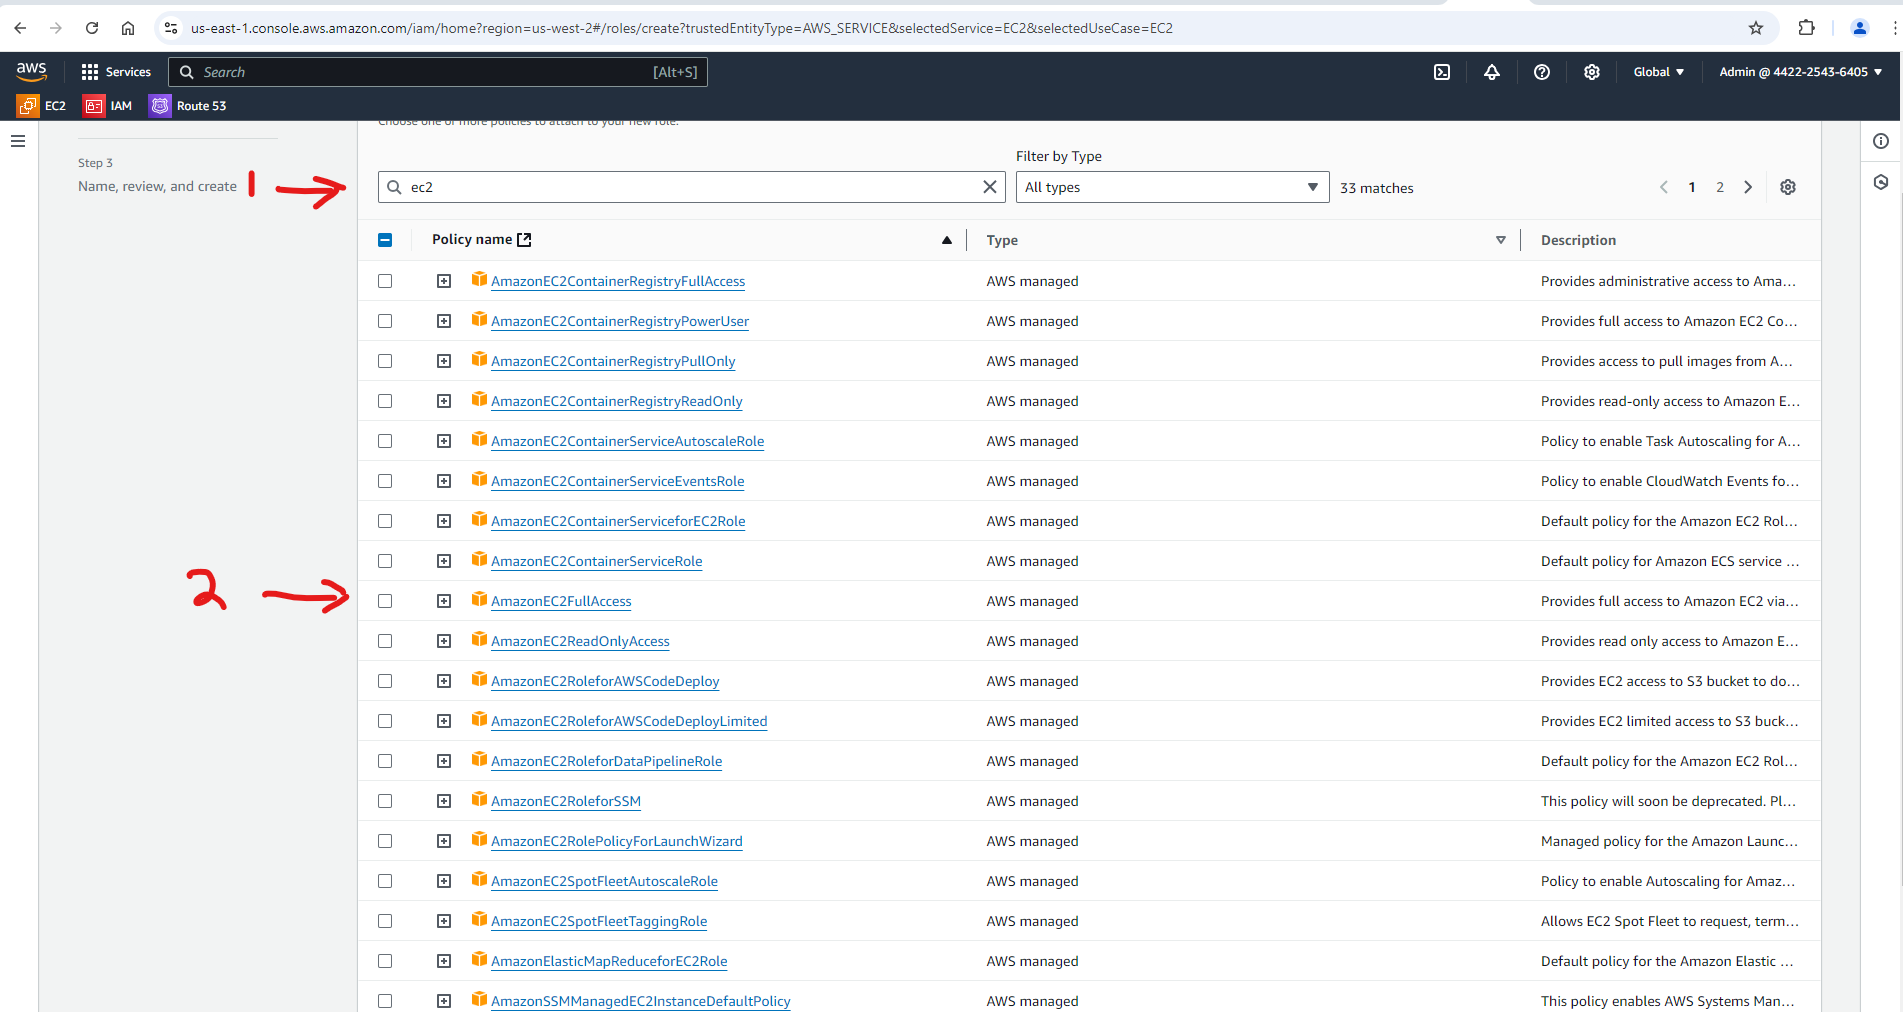 us-east-1.console.aws.amazon.com/iam/home?region=us-west-2#/roles/create?trustedEntityType=AWS_SERVICE&selectedService=EC2&selectedUseCase=EC2
aws Services Search [Alt+S] Global Admin @ 4422-2543-6405
EC2 IAM Route 53
Choose one or more policies to attach to your new role.
Step 3
Name, review, and create
1
Filter by Type
ec2 All types 33 matches 1 2
Policy name Type Description
AmazonEC2ContainerRegistryFullAccess AWS managed Provides administrative access to Ama...
AmazonEC2ContainerRegistryPowerUser AWS managed Provides full access to Amazon EC2 Co...
AmazonEC2ContainerRegistryPullOnly AWS managed Provides access to pull images from A...
AmazonEC2ContainerRegistryReadOnly AWS managed Provides read-only access to Amazon E...
AmazonEC2ContainerServiceAutoscaleRole AWS managed Policy to enable Task Autoscaling for A...
AmazonEC2ContainerServiceEventsRole AWS managed Policy to enable CloudWatch Events fo...
AmazonEC2ContainerServiceforEC2Role AWS managed Default policy for the Amazon EC2 Rol...
AmazonEC2ContainerServiceRole AWS managed Default policy for Amazon ECS service ...
2
AmazonEC2FullAccess AWS managed Provides full access to Amazon EC2 via...
AmazonEC2ReadOnlyAccess AWS managed Provides read only access to Amazon E...
AmazonEC2RoleforAWSCodeDeploy AWS managed Provides EC2 access to S3 bucket to do...
AmazonEC2RoleforAWSCodeDeployLimited AWS managed Provides EC2 limited access to S3 buck...
AmazonEC2RoleforDataPipelineRole AWS managed Default policy for the Amazon EC2 Rol...
AmazonEC2RoleforSSM AWS managed This policy will soon be deprecated. Pl...
AmazonEC2RolePolicyForLaunchWizard AWS managed Managed policy for the Amazon Launc...
AmazonEC2SpotFleetAutoscaleRole AWS managed Policy to enable Autoscaling for Amaz...
AmazonEC2SpotFleetTaggingRole AWS managed Allows EC2 Spot Fleet to request, term...
AmazonElasticMapReduceforEC2Role AWS managed Default policy for the Amazon Elastic ...
AmazonSSMManagedEC2InstanceDefaultPolicy AWS managed This policy enables AWS Systems Man...